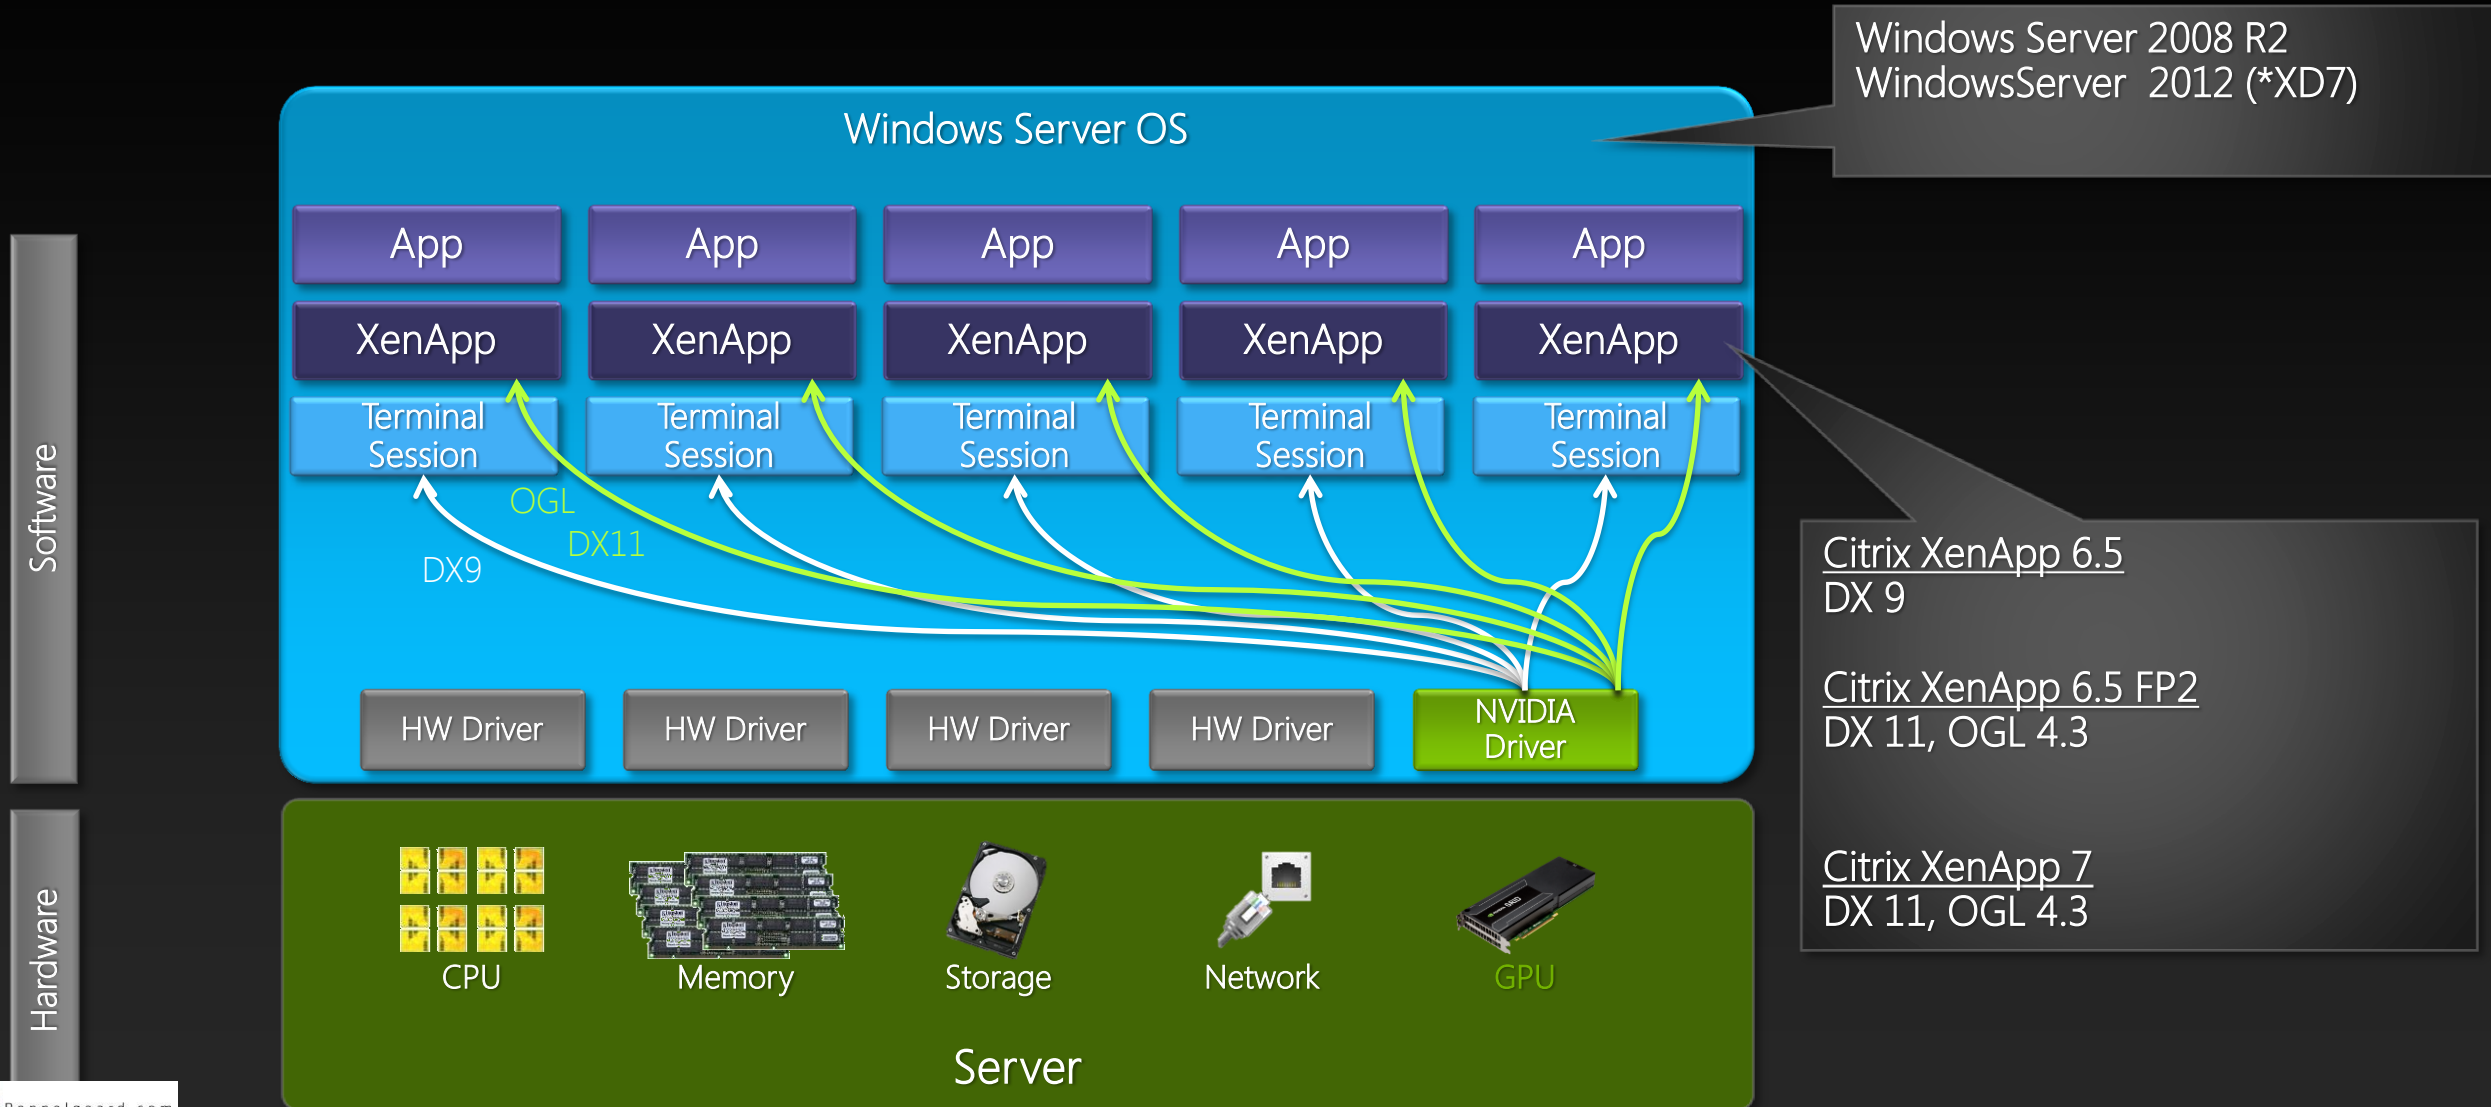 Windows Server 2008 R2
WindowsServer 2012 (*XD7)
Windows Server OS
App
App
App
App
App
XenApp
XenApp
XenApp
XenApp
XenApp
Terminal
Session
Terminal
Session
Terminal
Session
Terminal
Session
Terminal
Session
OGL
DX11
DX9
HW Driver
HW Driver
HW Driver
HW Driver
NVIDIA
Driver
Citrix XenApp 6.5
DX 9
Citrix XenApp 6.5 FP2
DX 11, OGL 4.3
Citrix XenApp 7
DX 11, OGL 4.3
Software
Hardware
CPU
Memory
Storage
Network
GPU
Server